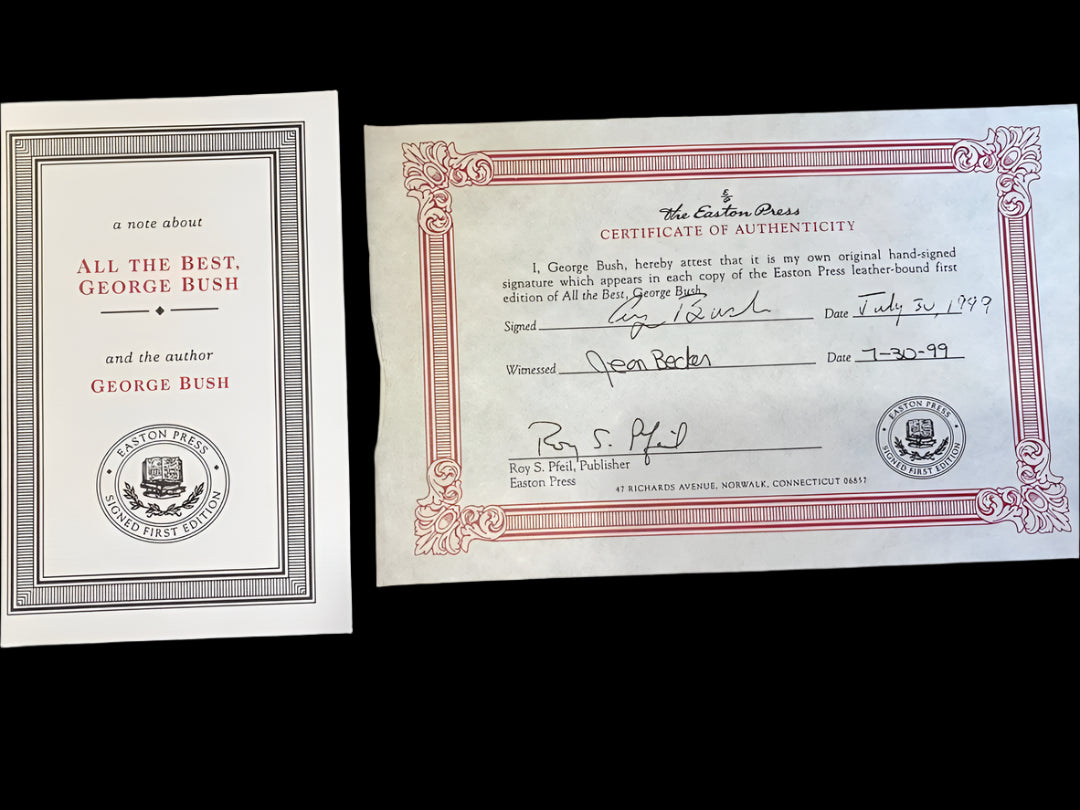 a note about
ALL THE BEST,
GEORGE BUSH
and the author
GEORGE BUSH
EASTON PRESS
SIGNED FIRST EDITION
E/P
The Easton Press
CERTIFICATE OF AUTHENTICITY
I, George Bush, hereby attest that it is my own original hand-signed
signature which appears in each copy of the Easton Press leather-bound first
edition of All the Best, George Bush
Signed G Bush Date July 30, 1999
Witnessed Jean Becker Date 7-30-99
Roy S. Pfeil
Roy S. Pfeil, Publisher
Easton Press
47 RICHARDS AVENUE, NORWALK, CONNECTICUT 06857
EASTON PRESS
SIGNED FIRST EDITION